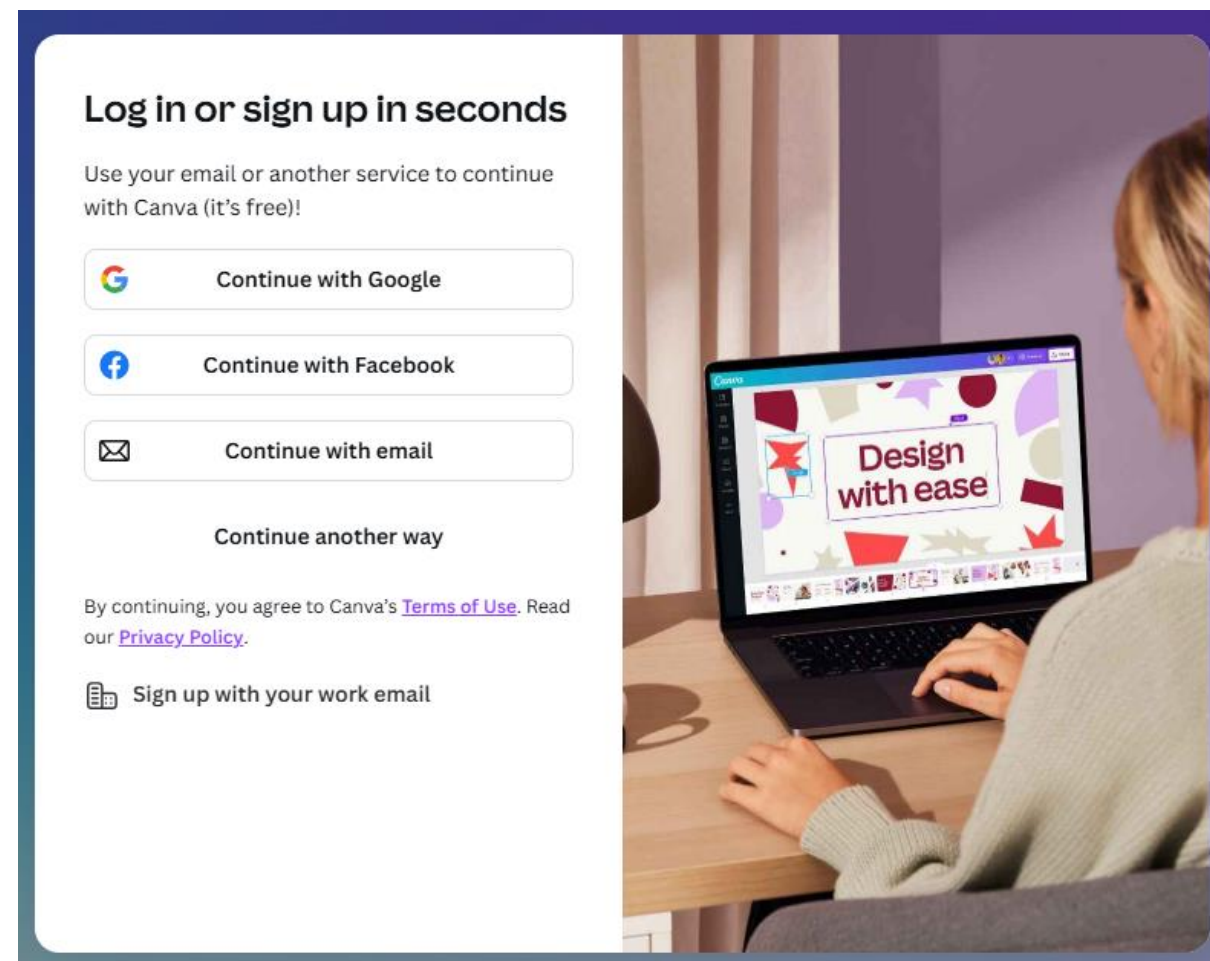 Log in or sign up in seconds
Use your email or another service to continue
with Canva (it's free)!
Continue with Google
Continue with Facebook
Continue with email
Continue another way
By continuing, you agree to Canva's Terms of Use. Read
our Privacy Policy.
Sign up with your work email
Canva
Design
with ease